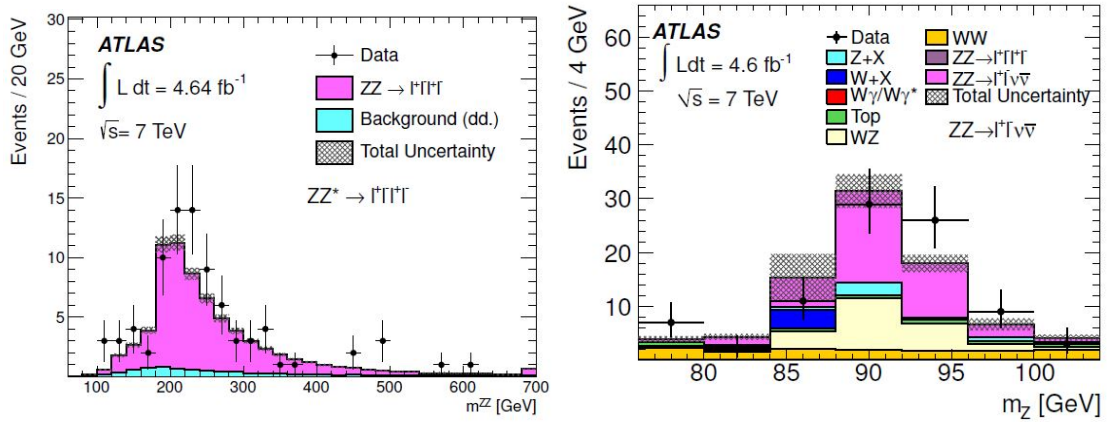 Events / 20 GeV
30
25
20
15
10
5
ATLAS
∫ L dt = 4.64 fb⁻¹
√s = 7 TeV
Data
ZZ → l⁺l⁻l⁺l⁻
Background (dd.)
Total Uncertainty
ZZ* → l⁺l⁻l⁺l⁻
100 200 300 400 500 600 700
m^ZZ [GeV]
Events / 4 GeV
60
50
40
30
20
10
ATLAS
∫ Ldt = 4.6 fb⁻¹
√s = 7 TeV
Data
Z+X
W+X
Wγ/Wγ*
Top
WZ
WW
ZZ→l⁺l⁻l⁺l⁻
ZZ→l⁺l⁻νν̄
Total Uncertainty
ZZ→l⁺l⁻νν̄
80 85 90 95 100
m_Z [GeV]